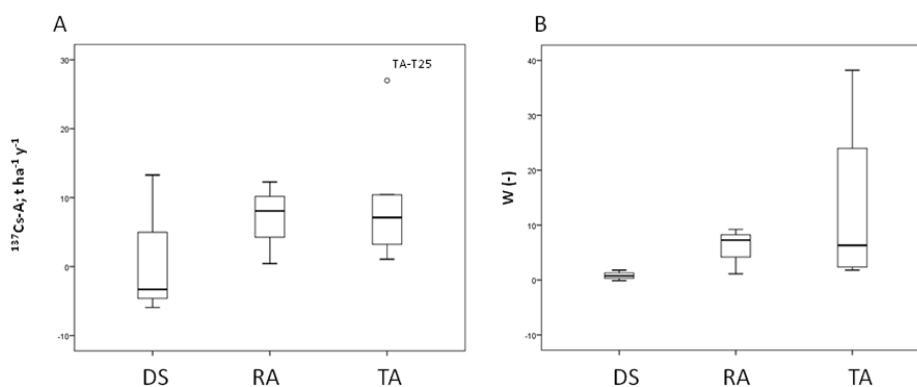 A
¹³⁷Cs-A; t ha⁻¹ y⁻¹
30
20
10
0
-10
TA-T25
DS RA TA
B
W (-)
40
30
20
10
0
-10
DS RA TA